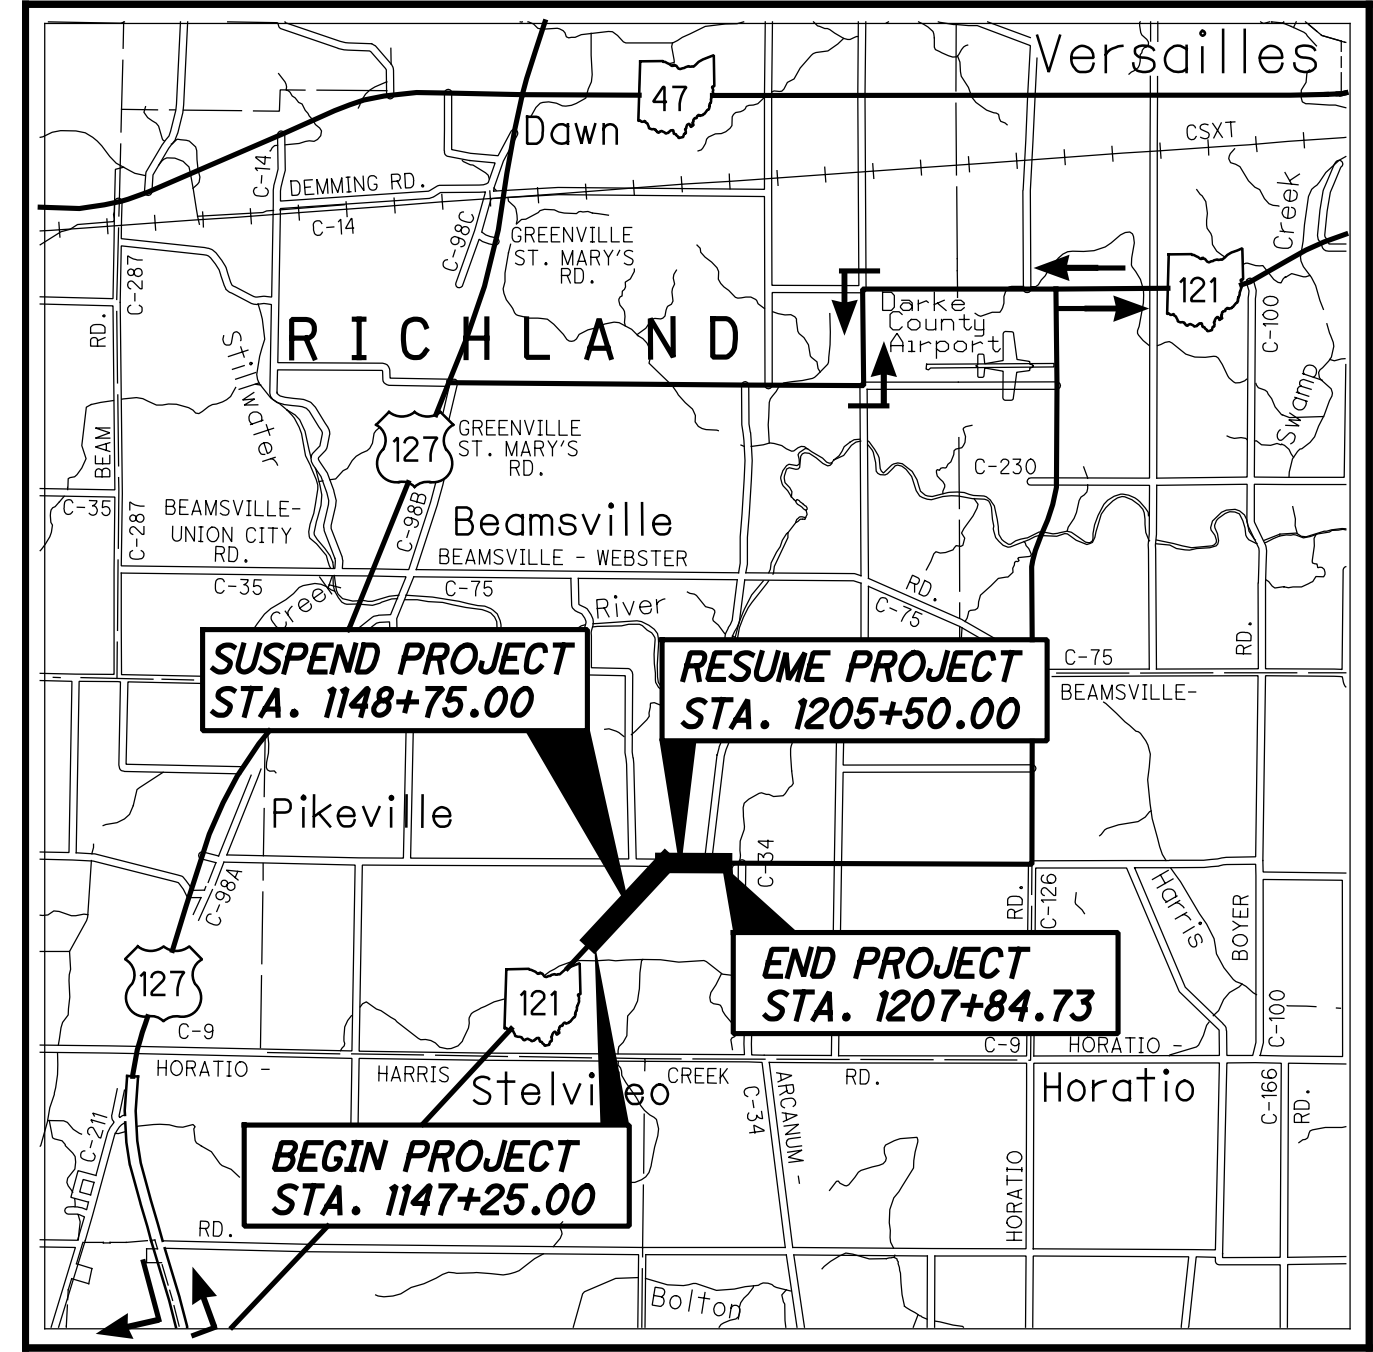 Versailles
47
Dawn
CSXT
C-14
DEMMING RD.
C-14
C-98C
GREENVILLE
ST. MARY'S
RD.
Creek
121
C-287
RD.
Darke
County
Airport
C-100
RICHLAND
Stillwater
Swamp
127
GREENVILLE
ST. MARY'S
RD.
BEAM
C-230
C-35
C-287
BEAMSVILLE-
UNION CITY
RD.
C-98B
Beamsville
BEAMSVILLE - WEBSTER
C-35
C-75
RD.
C-75
Creek
River
RD.
SUSPEND PROJECT
STA. 1148+75.00
RESUME PROJECT
STA. 1205+50.00
C-75
BEAMSVILLE-
Pikeville
C-34
C-98A
RD.
C-126
Harris
BOYER
127
121
END PROJECT
STA. 1207+84.73
C-9
C-9
HORATIO -
C-100
HORATIO -
HARRIS
CREEK
RD.
Stelvideo
Horatio
C-34
ARCANUM -
C-166
RD.
C-211
BEGIN PROJECT
STA. 1147+25.00
HORATIO
RD.
Bolton